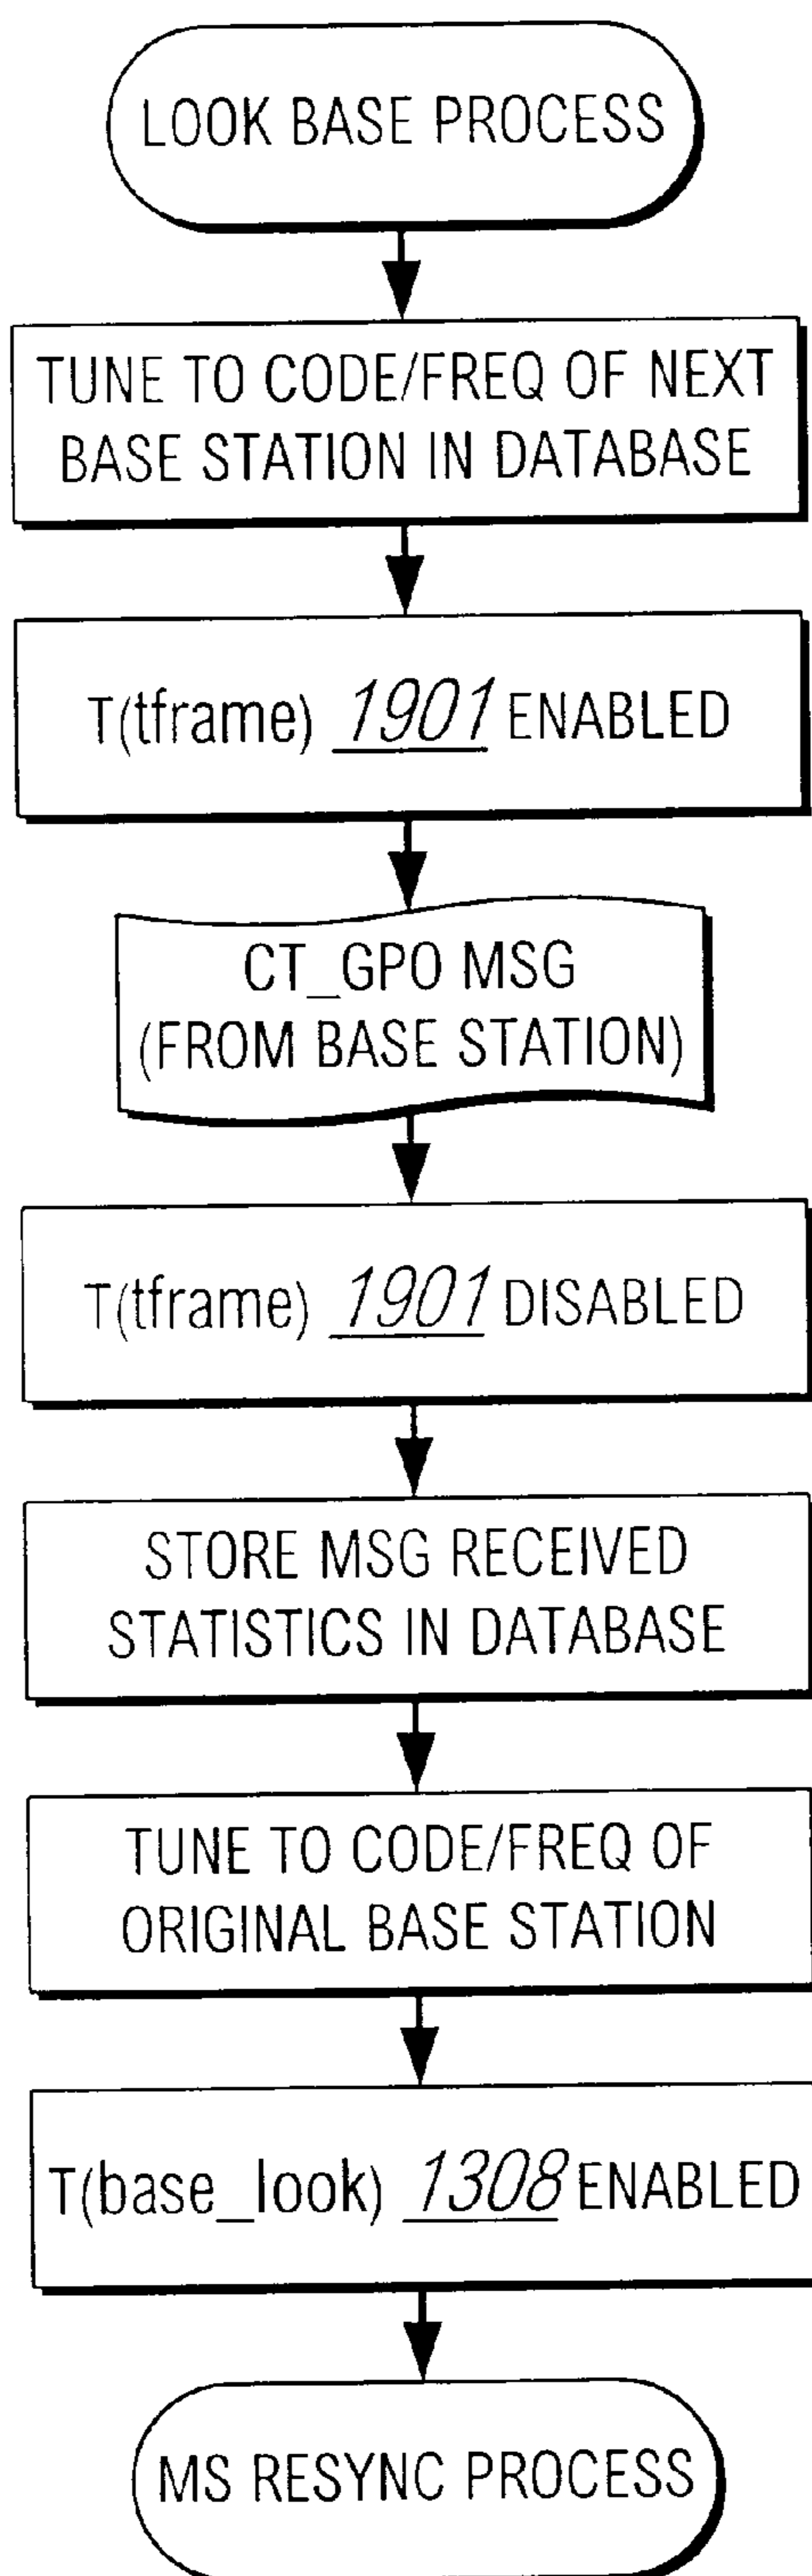 LOOK BASE PROCESS
TUNE TO CODE/FREQ OF NEXT
BASE STATION IN DATABASE
T(tframe) 1901 ENABLED
CT_GPO MSG
(FROM BASE STATION)
T(tframe) 1901 DISABLED
STORE MSG RECEIVED
STATISTICS IN DATABASE
TUNE TO CODE/FREQ OF
ORIGINAL BASE STATION
T(base_look) 1308 ENABLED
MS RESYNC PROCESS